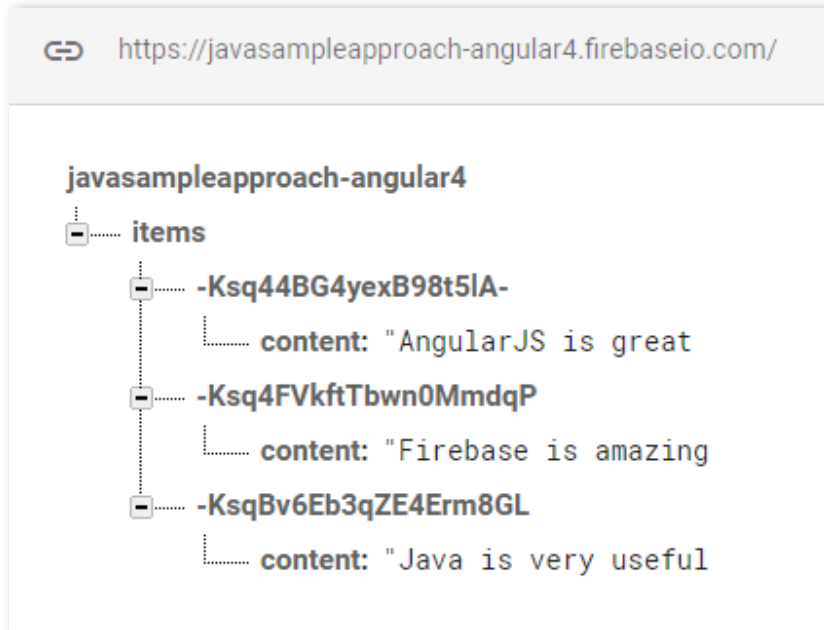 https://javasampleapproach-angular4.firebaseio.com/
javasampleapproach-angular4
items
-Ksq44BG4yexB98t5lA-
content: "AngularJS is great
-Ksq4FVkftTbwn0MmdqP
content: "Firebase is amazing
-KsqBv6Eb3qZE4Erm8GL
content: "Java is very useful